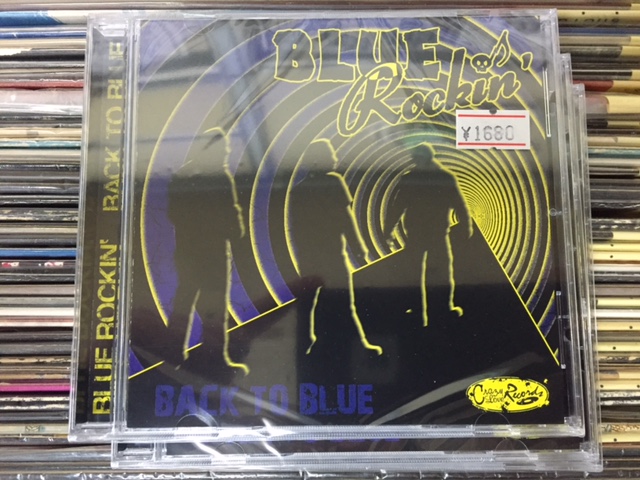 BLUE
Rockin'
¥1680
BLUE ROCKIN' BACK TO BLUE
BACK TO BLUE
Crazy Love Records